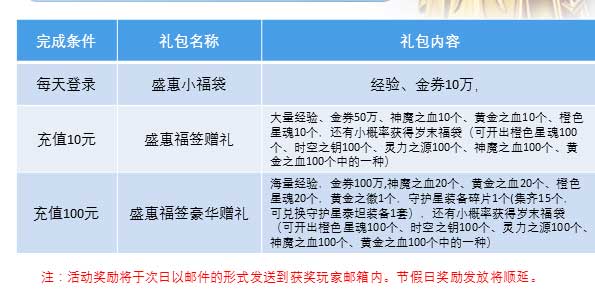 完成条件 礼包名称 礼包内容
每天登录 盛惠小福袋 经验、金券10万,
充值10元 盛惠福签赠礼
大量经验、金券50万、神魔之血10个、黄金之血10个、橙色
星魂10个．还有小概率获得岁末福袋（可开出橙色星魂100
个、时空之钥100个、灵力之源100个、神魔之血100个、黄
金之血100个中的一种）
充值100元 盛惠福签豪华赠礼
海量经验．金券100万,神魔之血20个、黄金之血20个、橙色
星魂20个．黄金之徽1个．守护星装备碎片1个(集齐15个．
可兑换守护星泰坦装备1套）．还有小概率获得岁末福袋
（可开出橙色星魂100个、时空之钥100个、灵力之源100个、
神魔之血100个、黄金之血100个中的一种）
注：活动奖励将于次日以邮件的形式发送到获奖玩家邮箱内。节假日奖励发放将顺延。